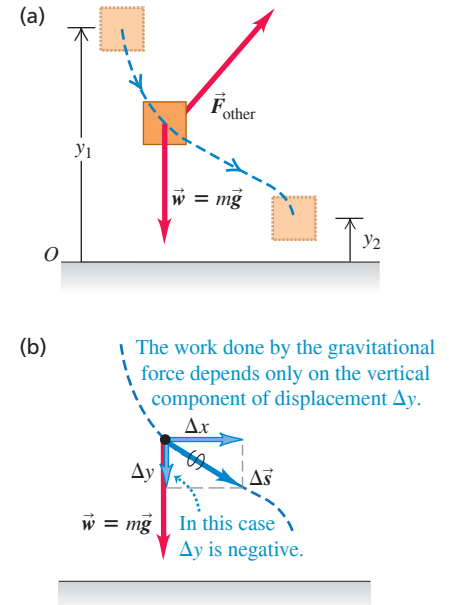 (a)
y₁
F⃗other
w⃗ = mg⃗
y₂
O
(b)
The work done by the gravitational
force depends only on the vertical
component of displacement Δy.
Δx
Δy
Δs⃗
w⃗ = mg⃗
In this case
Δy is negative.